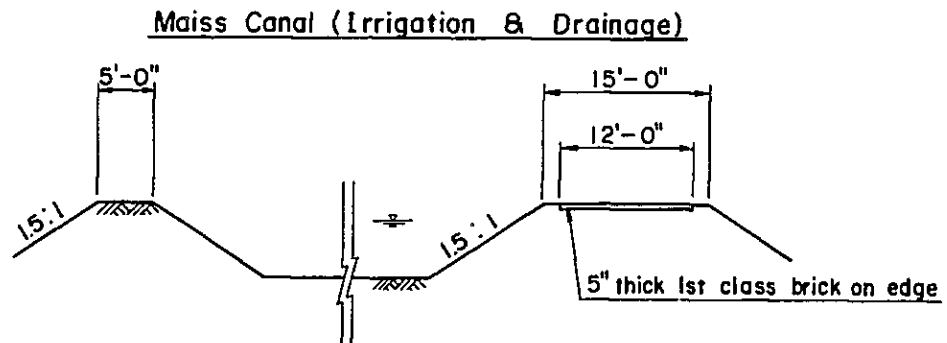 Maiss Canal (Irrigation & Drainage)
5'-0"
15'-0"
12'-0"
1.5:1
1.5:1
5" thick 1st class brick on edge